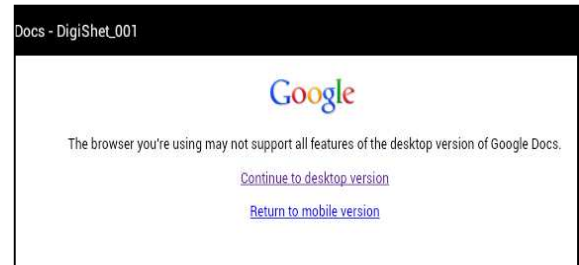 Docs - DigiShet_001
Google
The browser you're using may not support all features of the desktop version of Google Docs.
Continue to desktop version
Return to mobile version